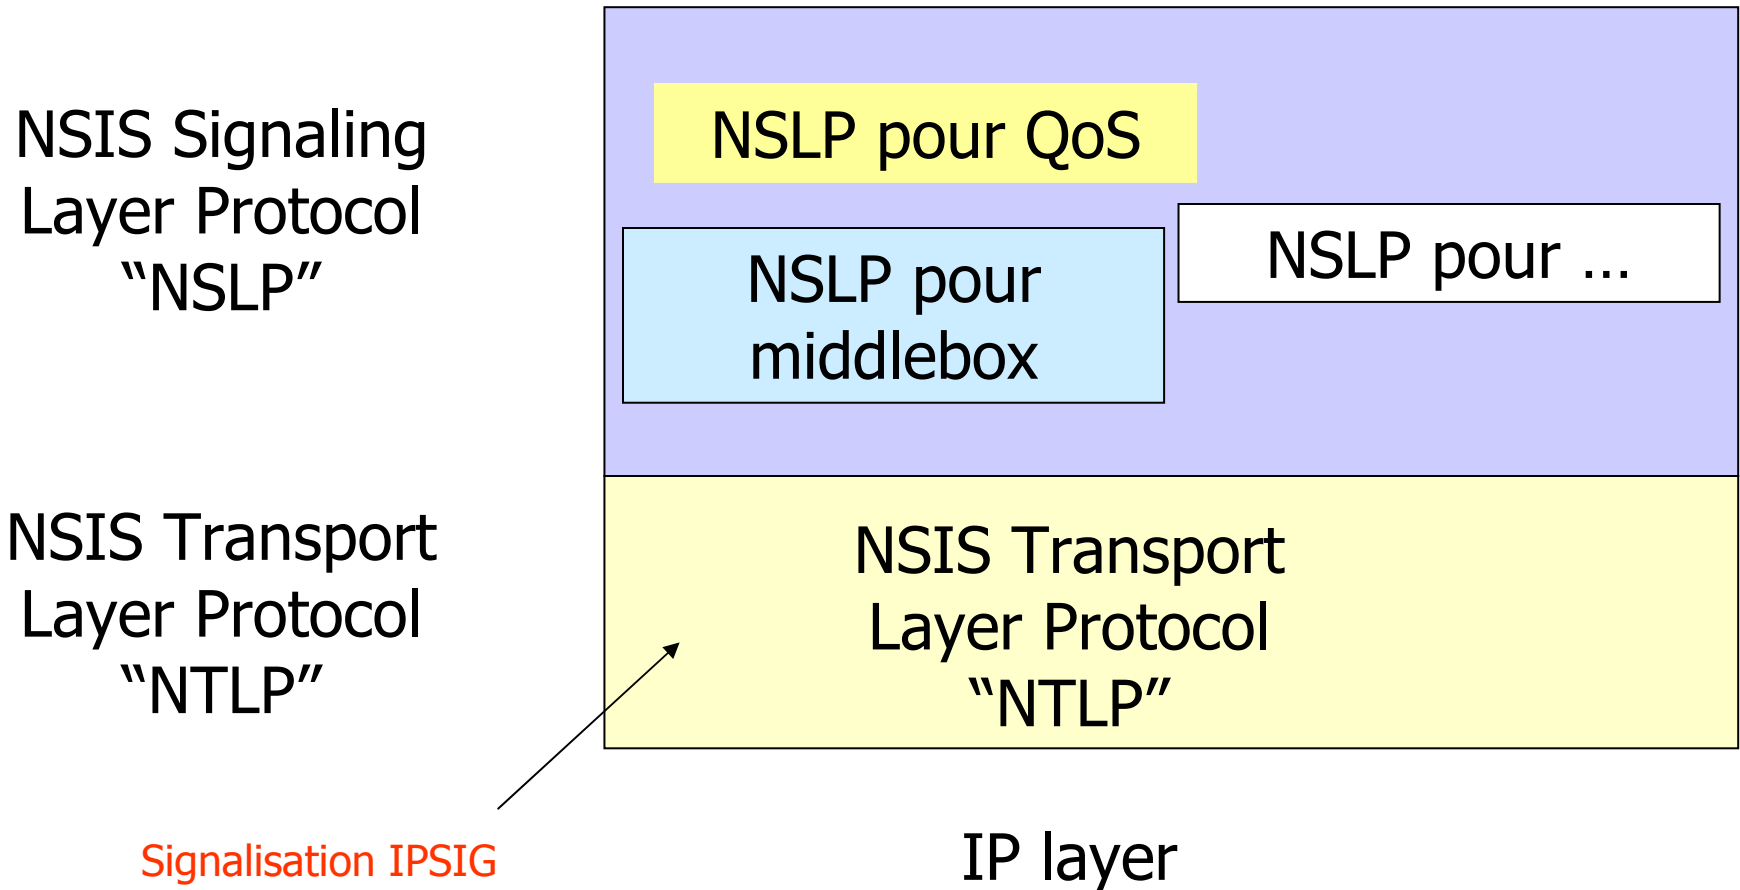 NSIS Signaling
Layer Protocol
“NSLP”
NSLP pour QoS
NSLP pour
middlebox
NSLP pour ...
NSIS Transport
Layer Protocol
“NTLP”
NSIS Transport
Layer Protocol
“NTLP”
Signalisation IPSIG
IP layer